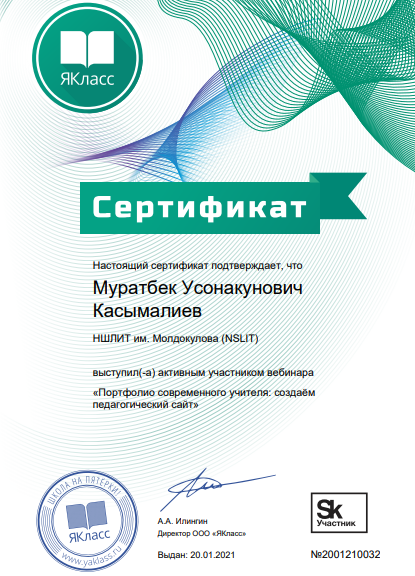 ЯКласс
Сертификат
Настоящий сертификат подтверждает, что
Муратбек Усонакунович
Касымалиев
НШЛИТ им. Молдокулова (NSLIT)
выступил(-а) активным участником вебинара
«Портфолио современного учителя: создаём
педагогический сайт»
ШКОЛА НА ПЯТЕРКИ!
ЯКласс
www.yaklass.ru
А.А. Илингин
Директор ООО «ЯКласс»
Выдан: 20.01.2021
Sk
Участник
№2001210032